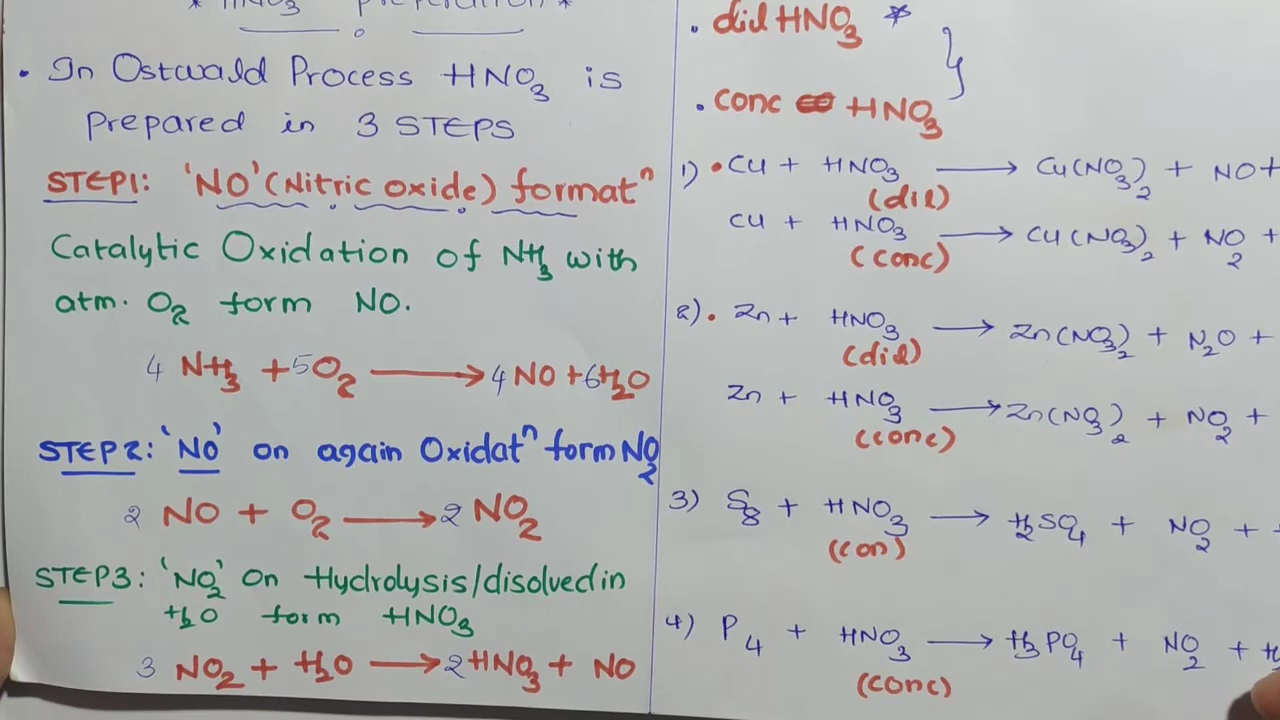 * HNO3 preparation *
• In Ostwald Process HNO3 is
Prepared in 3 STEPS
STEP1: 'NO' (Nitric oxide) formatⁿ
Catalytic Oxidation of NH3 with
atm. O2 form NO.
4 NH3 + 5O2 → 4 NO + 6H2O
STEP2: 'NO' on again Oxidatⁿ form NO2
2 NO + O2 → 2 NO2
STEP3: 'NO2' On Hydrolysis/disolved in
H2O form HNO3
3 NO2 + H2O → 2HNO3 + NO
. dil HNO3 *
. conc HNO3
1) • Cu + HNO3 → Cu(NO3)2 + NO +
(dil)
Cu + HNO3 → Cu(NO3)2 + NO2 +
(conc)
2). Zn + HNO3 → Zn(NO3)2 + N2O +
(dil)
Zn + HNO3 → Zn(NO3)2 + NO2 +
(conc)
3) S8 + HNO3 → H2SO4 + NO2 +
(con)
4) P4 + HNO3 → H3PO4 + NO2 + H2
(conc)